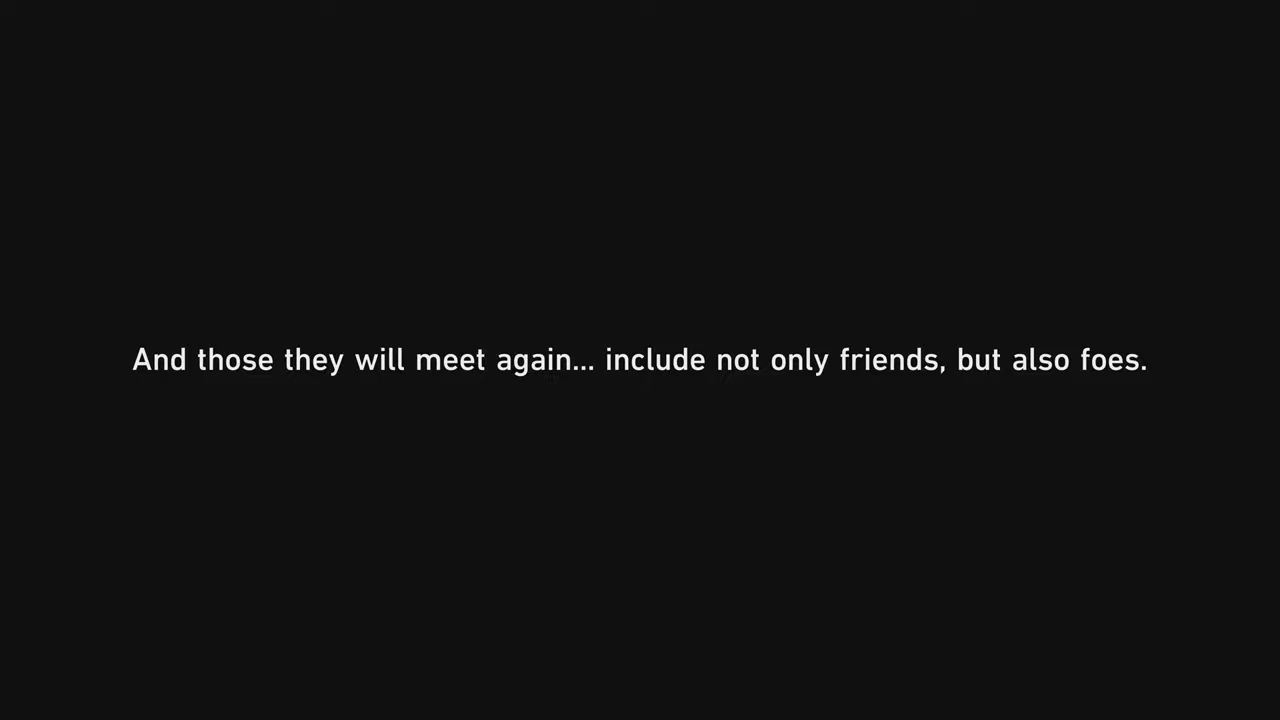 And those they will meet again... include not only friends, but also foes.